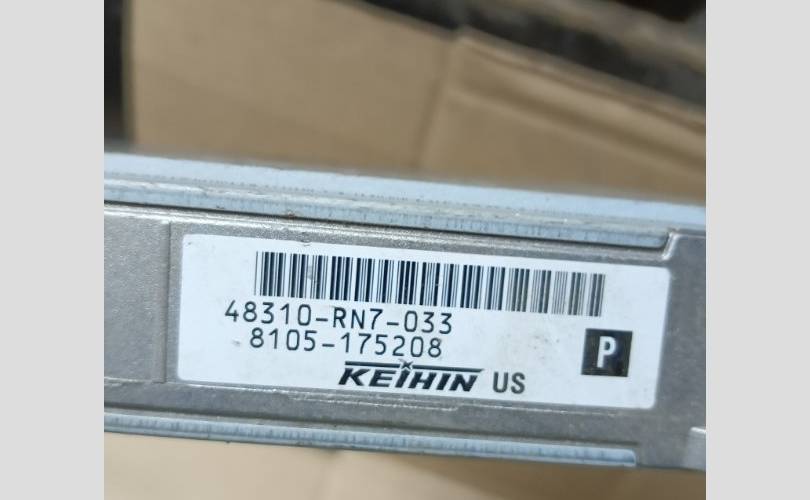 48310-RN7-033
8105-175208
P
KEIHIN US